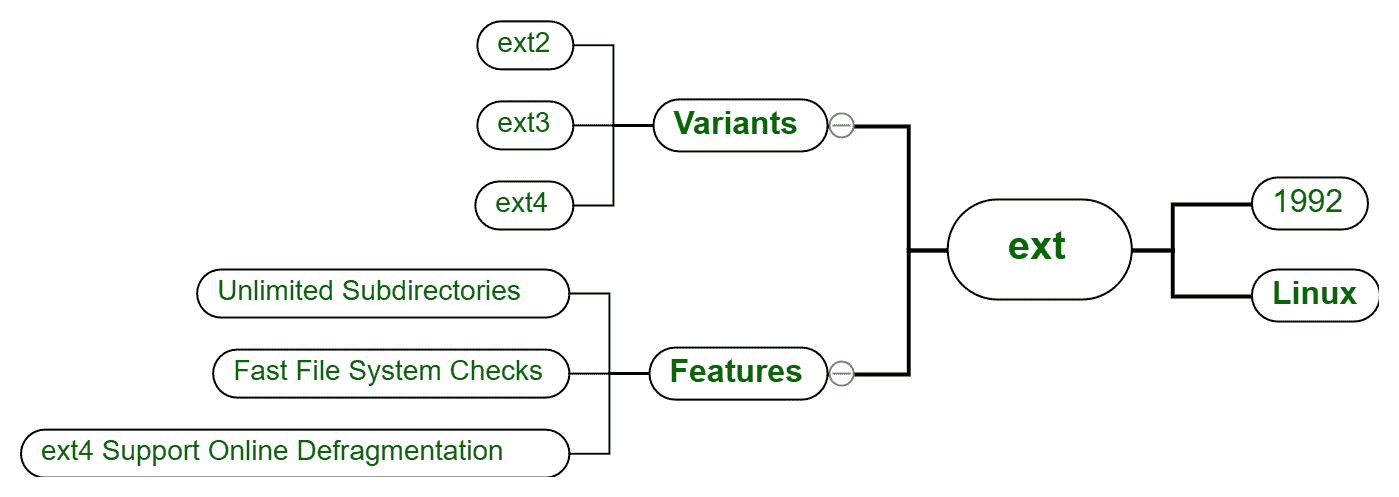 ext2
ext3
ext4
Variants
Unlimited Subdirectories
Fast File System Checks
ext4 Support Online Defragmentation
Features
ext
1992
Linux